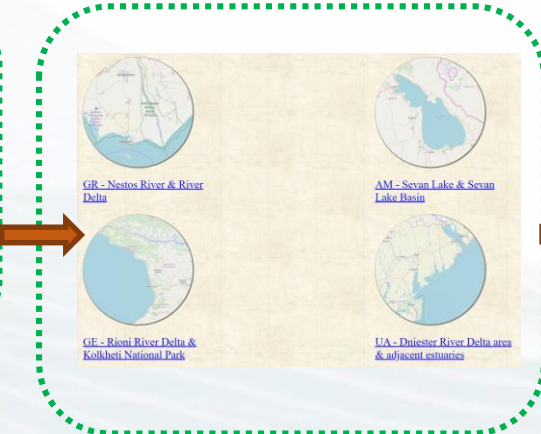 GR - Nestos River & River
Delta
AM - Sevan Lake & Sevan
Lake Basin
GE - Rioni River Delta &
Kolkheti National Park
UA - Dniester River Delta area
& adjacent estuaries